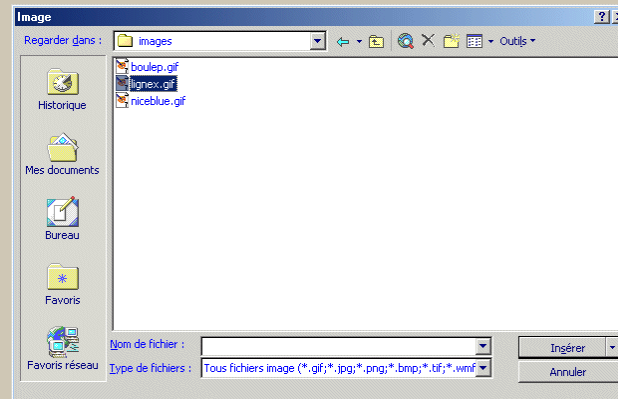 Image
?
Regarder dans :
images
Outils
boulep.gif
lignex.gif
niceblue.gif
Historique
Mes documents
Bureau
Favoris
Favoris réseau
Nom de fichier :
Insérer
Type de fichiers :
Tous fichiers image (*.gif;*.jpg;*.png;*.bmp;*.tif;*.wmf
Annuler